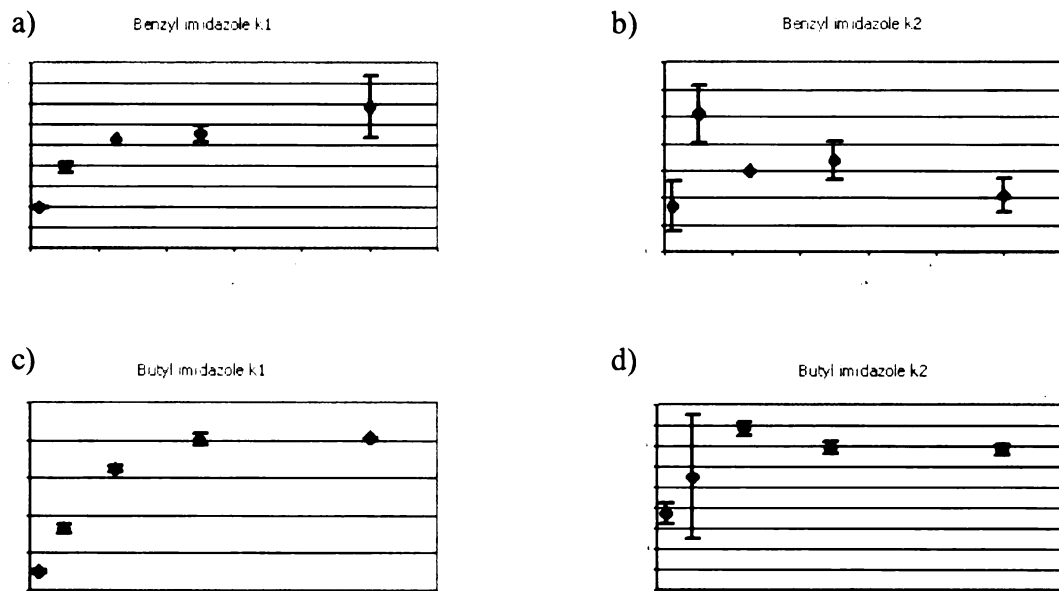 a)
Benzyl imidazole k1
b)
Benzyl imidazole k2
c)
Butyl imidazole k1
d)
Butyl imidazole k2